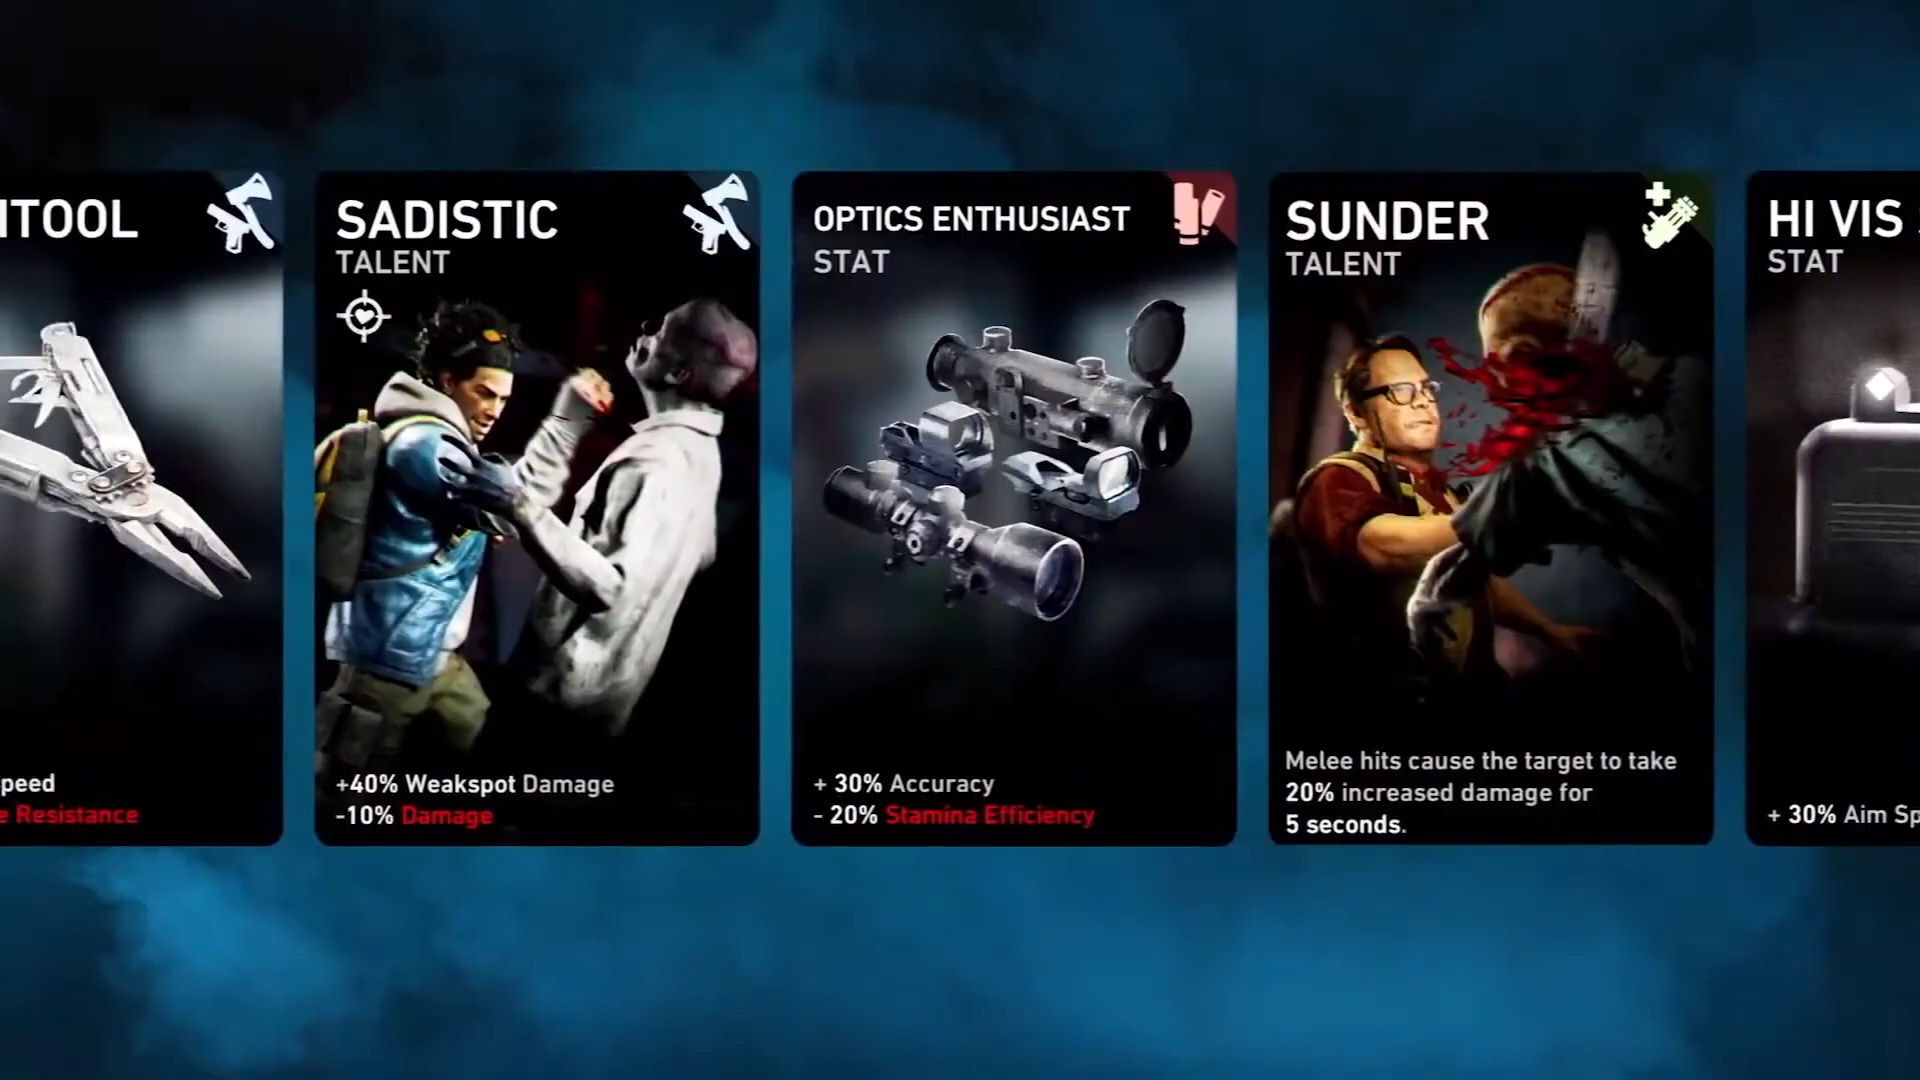 ITOOL
peed
e Resistance
SADISTIC
TALENT
+40% Weakspot Damage
-10% Damage
OPTICS ENTHUSIAST
STAT
+ 30% Accuracy
- 20% Stamina Efficiency
SUNDER
TALENT
Melee hits cause the target to take
20% increased damage for
5 seconds.
HI VIS
STAT
+ 30% Aim Sp